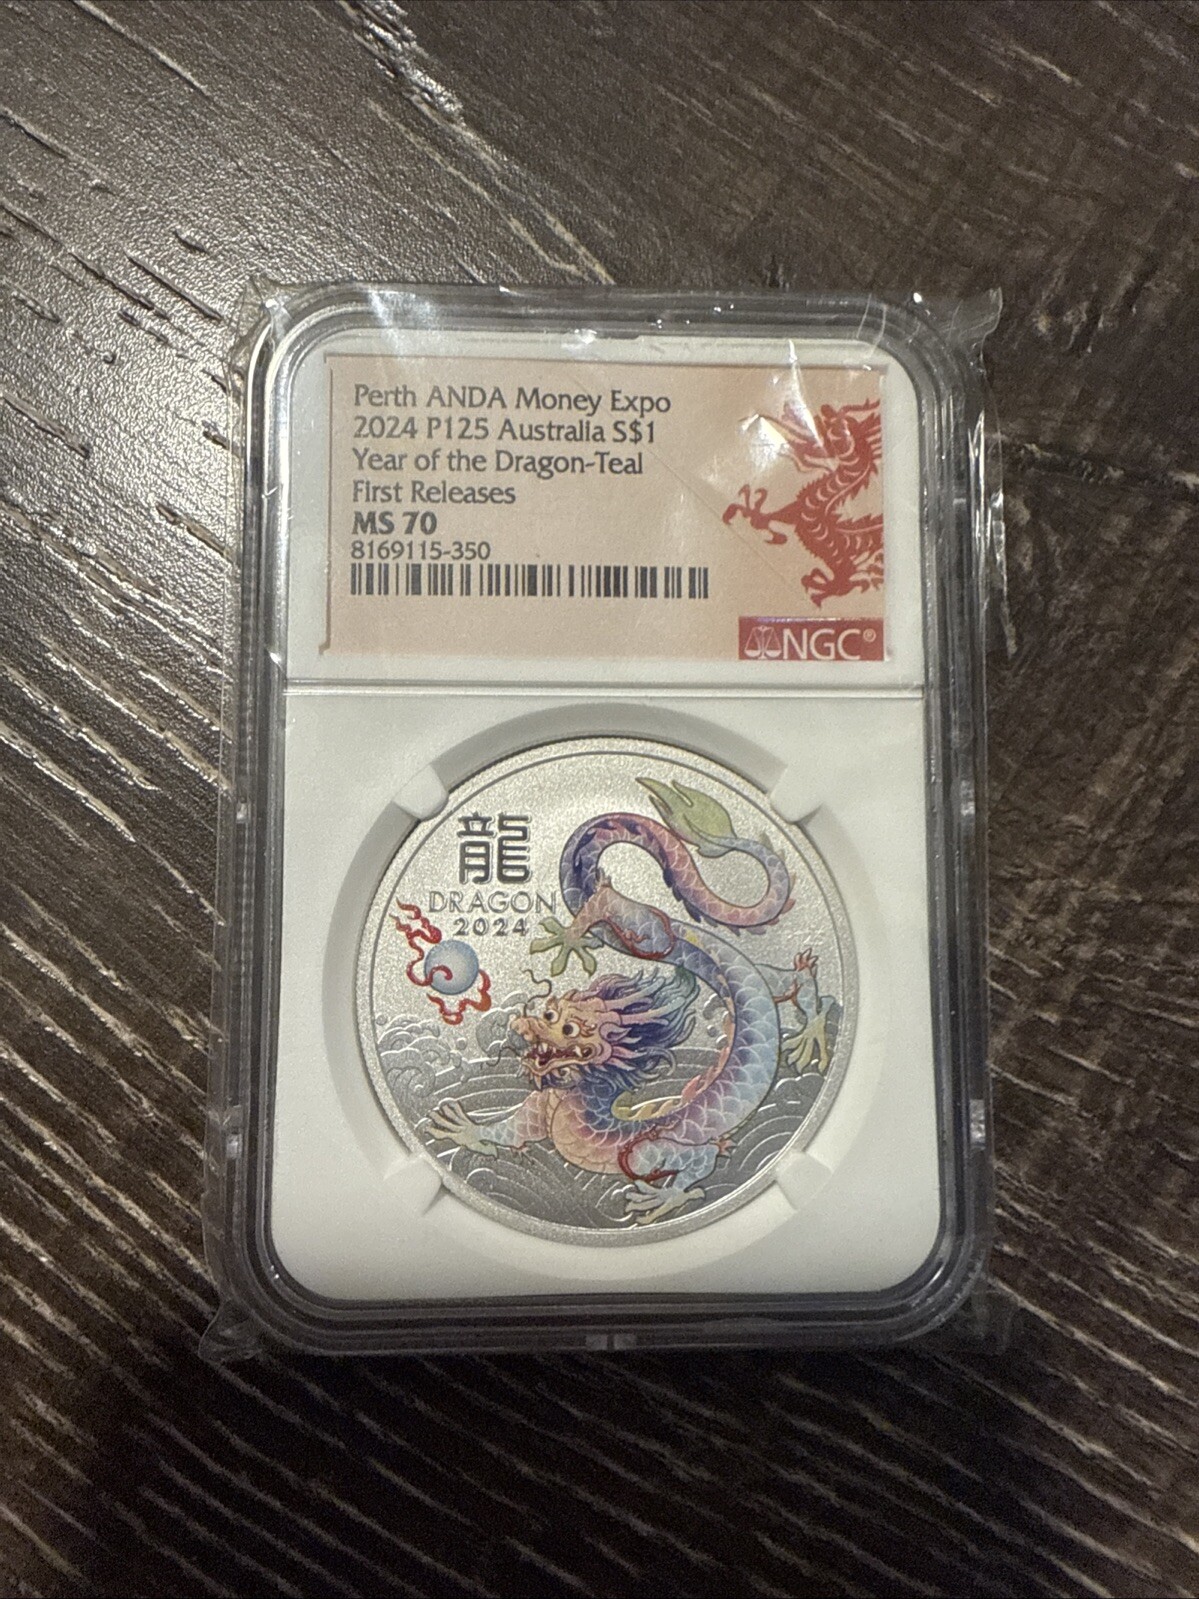 Perth ANDA Money Expo
2024 P125 Australia S$1
Year of the Dragon-Teal
First Releases
MS 70
8169115-350
NGC®
龍
DRAGON
2024